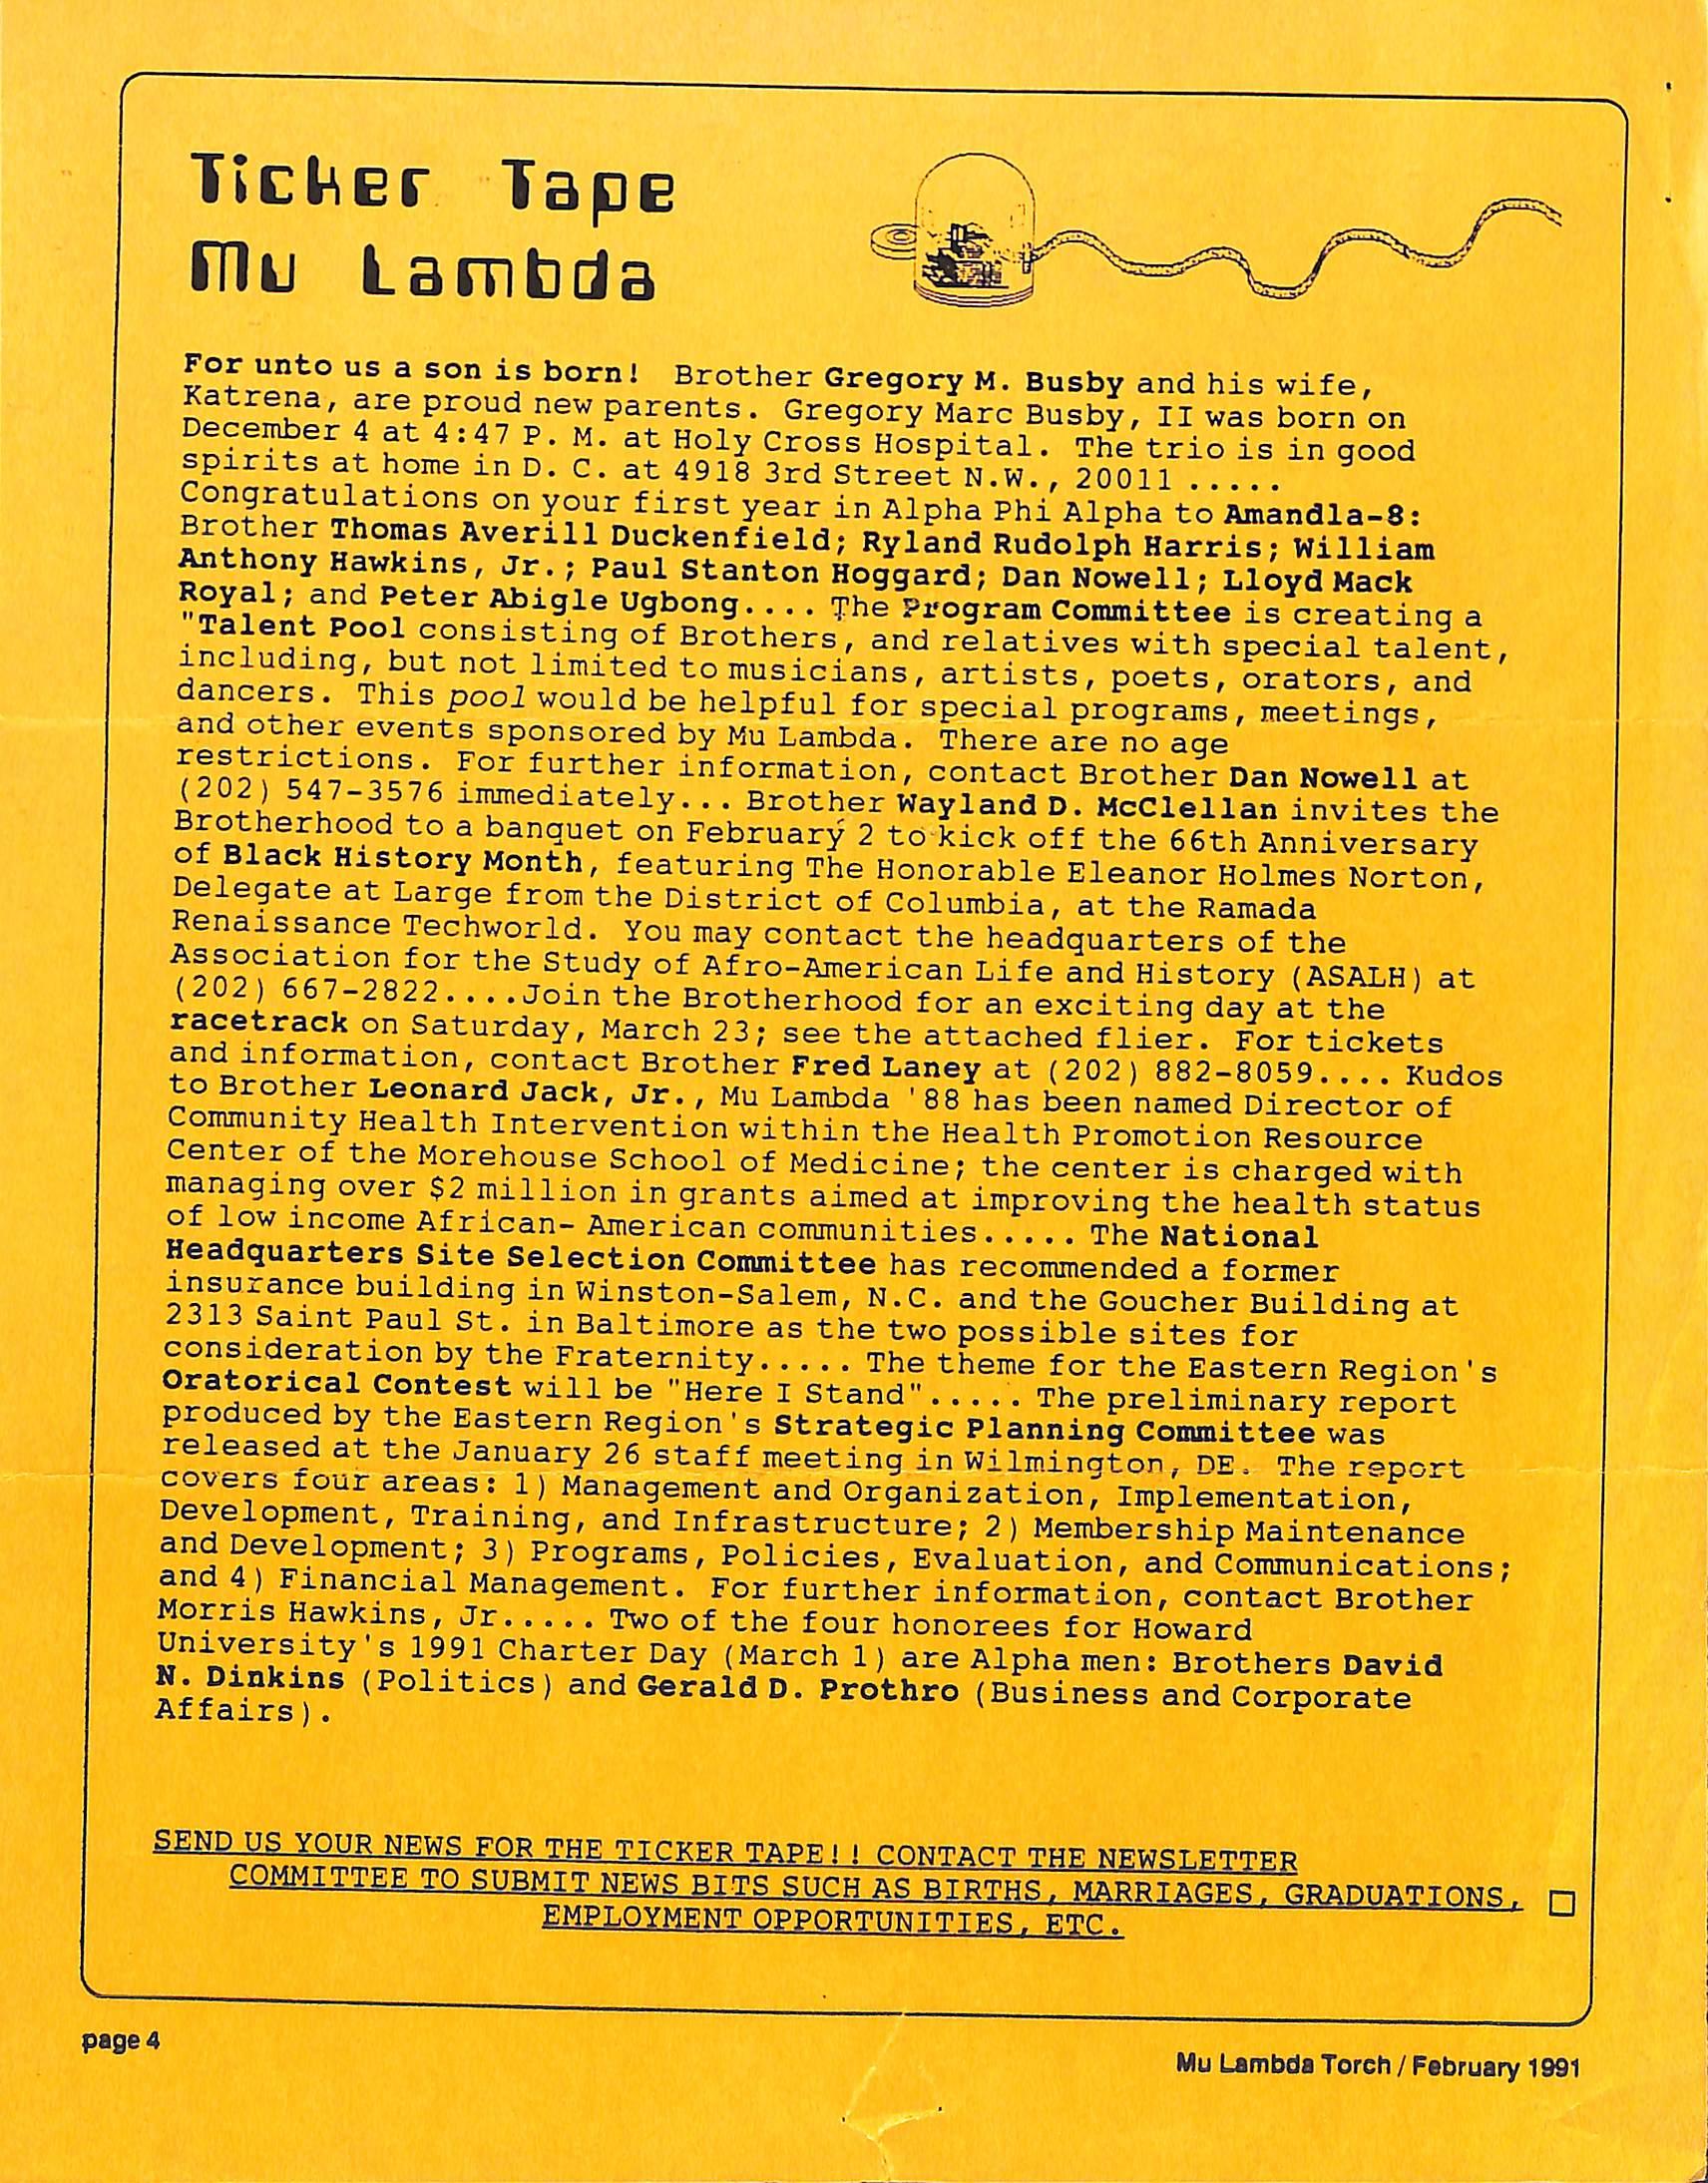 Ticker Tape
Mu Lambda
For unto us a son is born! Brother Gregory M. Busby and his wife,
Katrena, are proud new parents. Gregory Marc Busby, II was born on
December 4 at 4:47 P. M. at Holy Cross Hospital. The trio is in good
spirits at home in D. C. at 4918 3rd Street N.W., 20011 .....
Congratulations on your first year in Alpha Phi Alpha to Amandla-8:
Brother Thomas Averill Duckenfield; Ryland Rudolph Harris; William
Anthony Hawkins, Jr.; Paul Stanton Hoggard; Dan Nowell; Lloyd Mack
Royal; and Peter Abigle Ugbong.... The Program Committee is creating a
"Talent Pool consisting of Brothers, and relatives with special talent,
including, but not limited to musicians, artists, poets, orators, and
dancers. This pool would be helpful for special programs, meetings,
and other events sponsored by Mu Lambda. There are no age
restrictions. For further information, contact Brother Dan Nowell at
(202) 547-3576 immediately... Brother Wayland D. McClellan invites the
Brotherhood to a banquet on February 2 to kick off the 66th Anniversary
of Black History Month, featuring The Honorable Eleanor Holmes Norton,
Delegate at Large from the District of Columbia, at the Ramada
Renaissance Techworld. You may contact the headquarters of the
Association for the Study of Afro-American Life and History (ASALH) at
(202) 667-2822....Join the Brotherhood for an exciting day at the
racetrack on Saturday, March 23; see the attached flier. For tickets
and information, contact Brother Fred Laney at (202) 882-8059.... Kudos
to Brother Leonard Jack, Jr., Mu Lambda '88 has been named Director of
Community Health Intervention within the Health Promotion Resource
Center of the Morehouse School of Medicine; the center is charged with
managing over $2 million in grants aimed at improving the health status
of low income African- American communities..... The National
Headquarters Site Selection Committee has recommended a former
insurance building in Winston-Salem, N.C. and the Goucher Building at
2313 Saint Paul St. in Baltimore as the two possible sites for
consideration by the Fraternity..... The theme for the Eastern Region's
Oratorical Contest will be "Here I Stand"..... The preliminary report
produced by the Eastern Region's Strategic Planning Committee was
released at the January 26 staff meeting in Wilmington, DE. The report
covers four areas: 1) Management and Organization, Implementation,
Development, Training, and Infrastructure; 2) Membership Maintenance
and Development; 3) Programs, Policies, Evaluation, and Communications;
and 4) Financial Management. For further information, contact Brother
Morris Hawkins, Jr..... Two of the four honorees for Howard
University's 1991 Charter Day (March 1) are Alpha men: Brothers David
N. Dinkins (Politics) and Gerald D. Prothro (Business and Corporate
Affairs).
SEND US YOUR NEWS FOR THE TICKER TAPE!! CONTACT THE NEWSLETTER
COMMITTEE TO SUBMIT NEWS BITS SUCH AS BIRTHS, MARRIAGES, GRADUATIONS,
EMPLOYMENT OPPORTUNITIES, ETC.
page 4
Mu Lambda Torch / February 1991